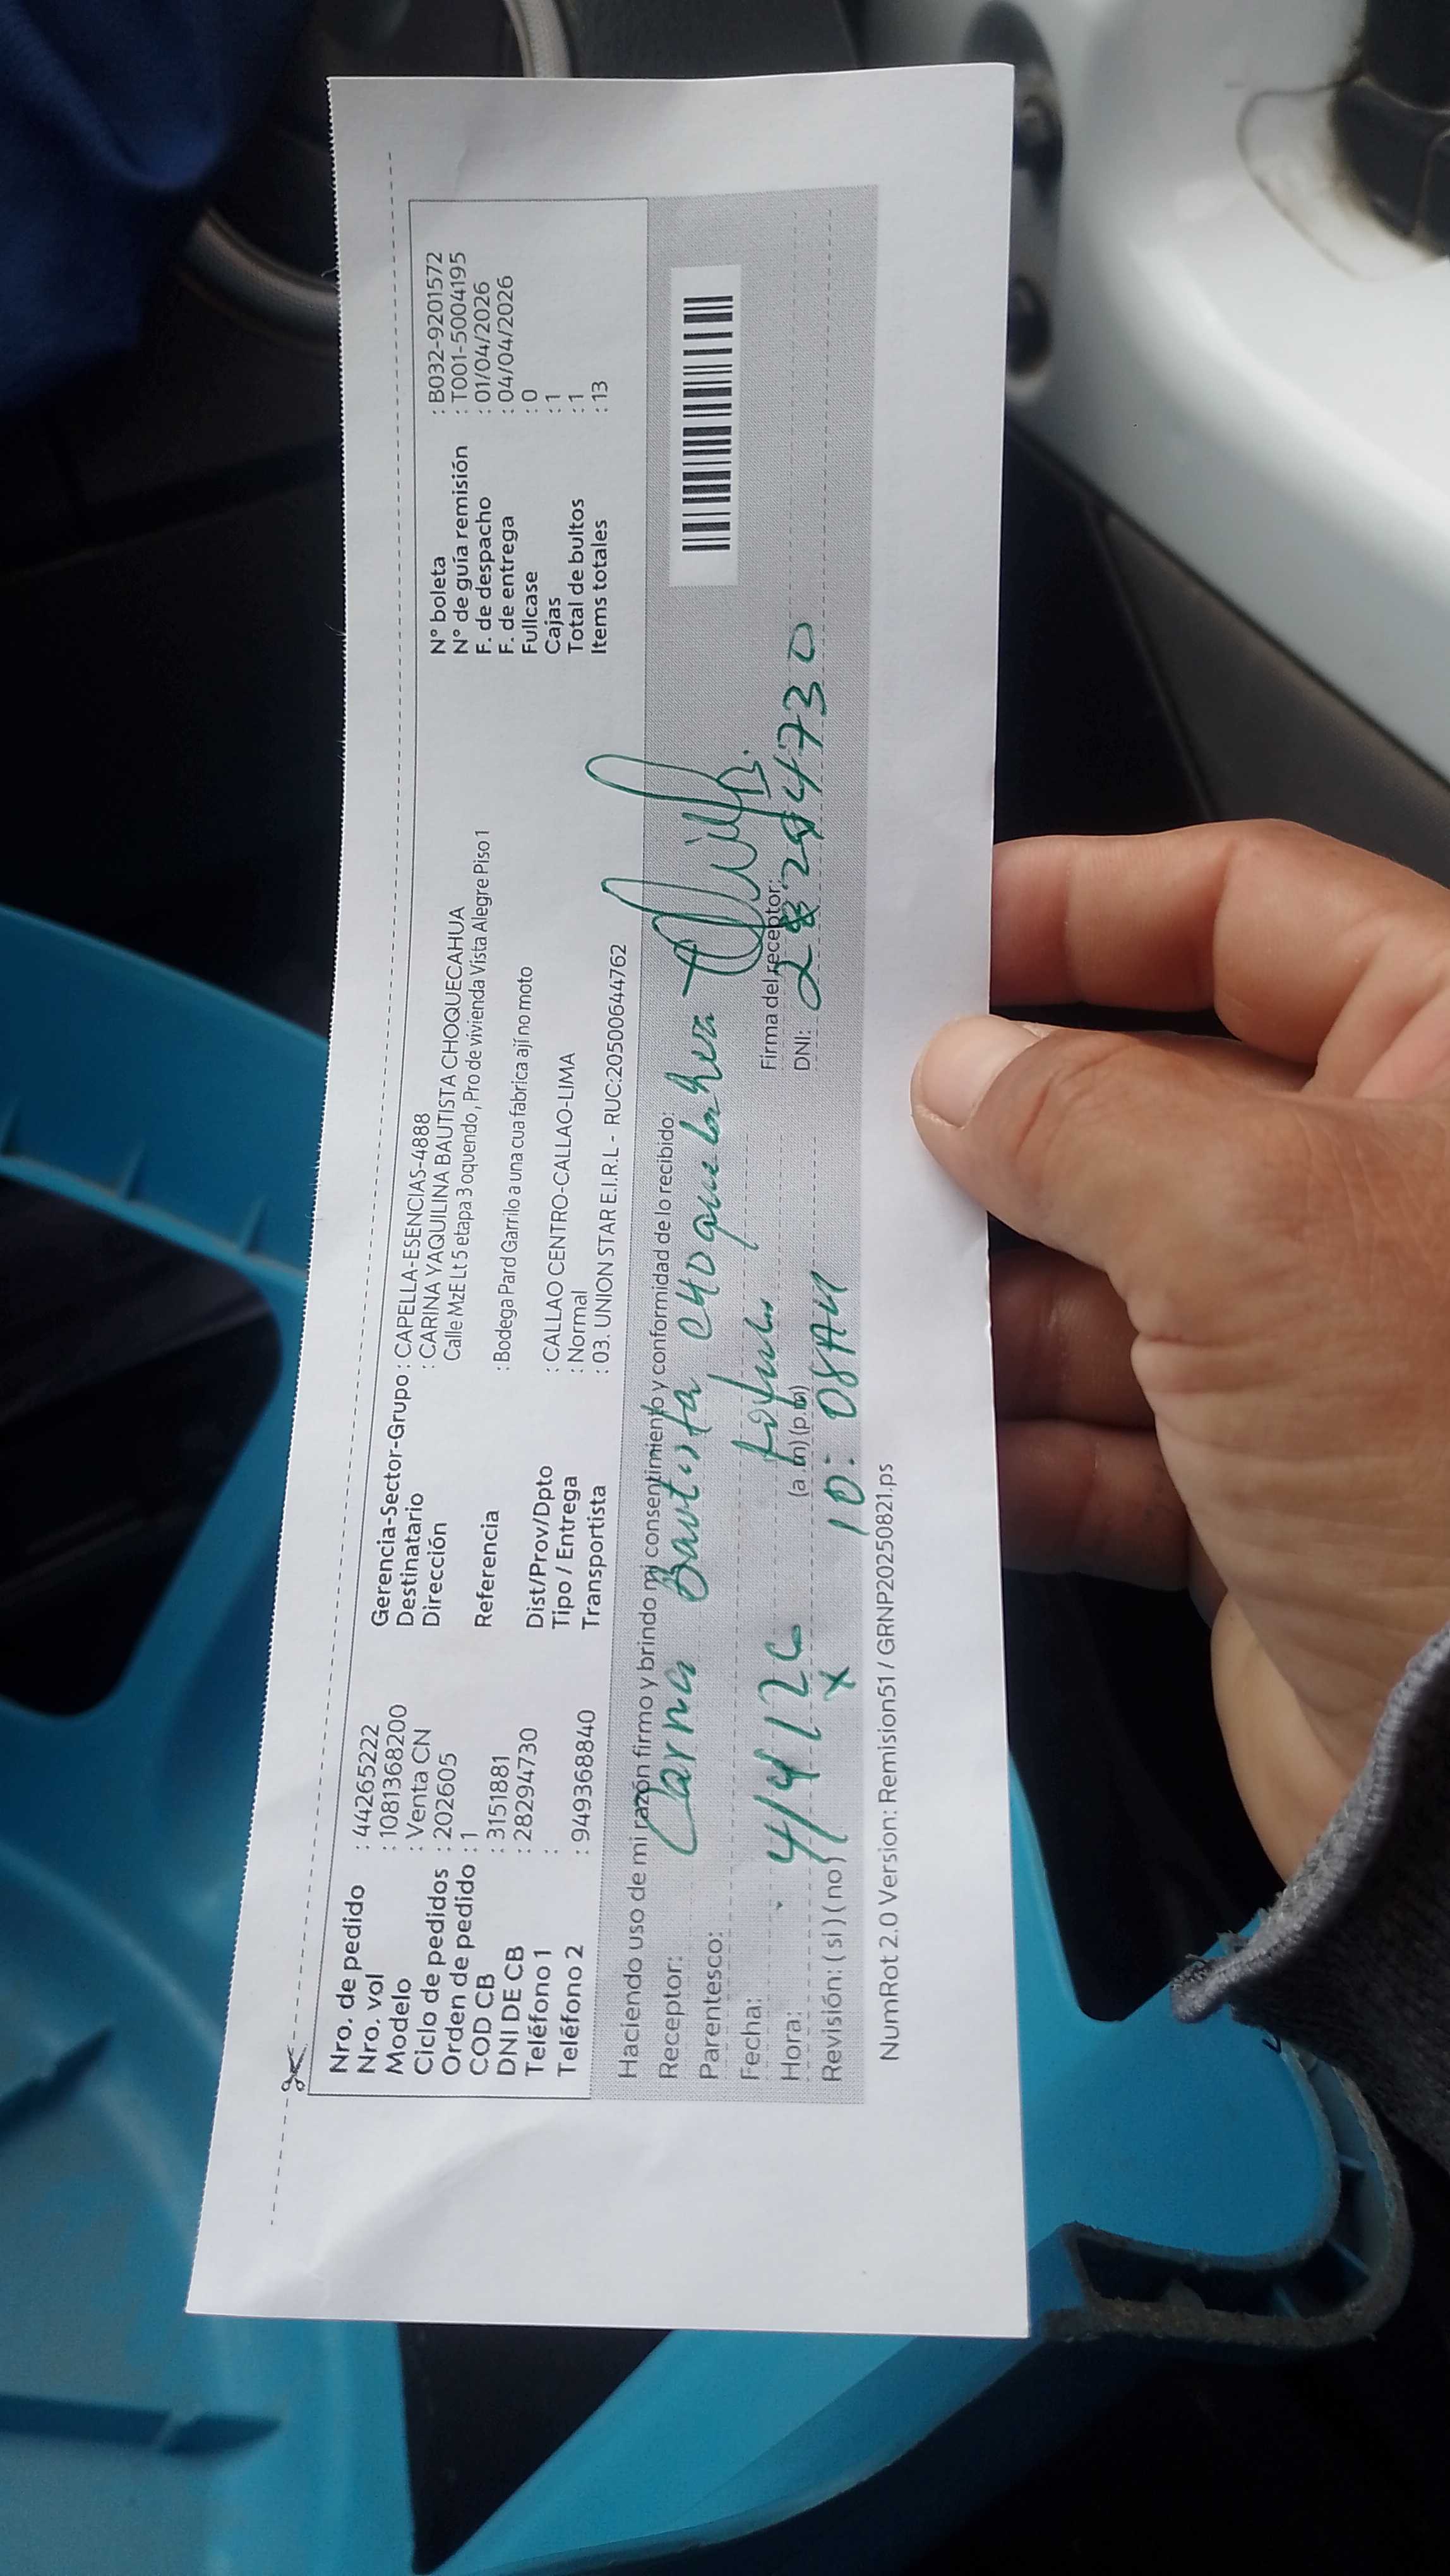 Nro. de pedido : 44265222
Nro. vol : 1081368200
Modelo : Venta CN
Ciclo de pedidos : 202605
Orden de pedido : 1
COD CB : 3151881
DNI DE CB : 28294730
Teléfono 1 :
Teléfono 2 : 949368840
Gerencia-Sector-Grupo : CAPELLA-ESENCIAS-4888
Destinatario : CARINA YAQUILINA BAUTISTA CHOQUECAHUA
Dirección Calle MzE Lt 5 etapa 3 oquendo , Pro de vivienda Vista Alegre Piso 1
Referencia : Bodega Pard Garrilo a una cua fabrica ají no moto
Dist/Prov/Dpto : CALLAO CENTRO-CALLAO-LIMA
Tipo / Entrega : Normal
Transportista : 03. UNION STAR E.I.R.L - RUC:20500644762
N° boleta : B032-9201572
N° de guía remisión : T001-5004195
F. de despacho : 01/04/2026
F. de entrega : 04/04/2026
Fullcase : 0
Cajas : 1
Total de bultos : 1
Items totales : 13
Haciendo uso de mi razón firmo y brindo mi consentimiento y conformidad de lo recibido:
Receptor: Carina Bautista CHOquecahua
Parentesco:
Fecha: 4/4/26
Firma del receptor:
Hora: (a.m) (p.m) DNI: 28294730
Revisión: ( si ) ( no ) x 10:08AM
NumRot 2.0 Version: Remision51 / GRNP20250821.ps